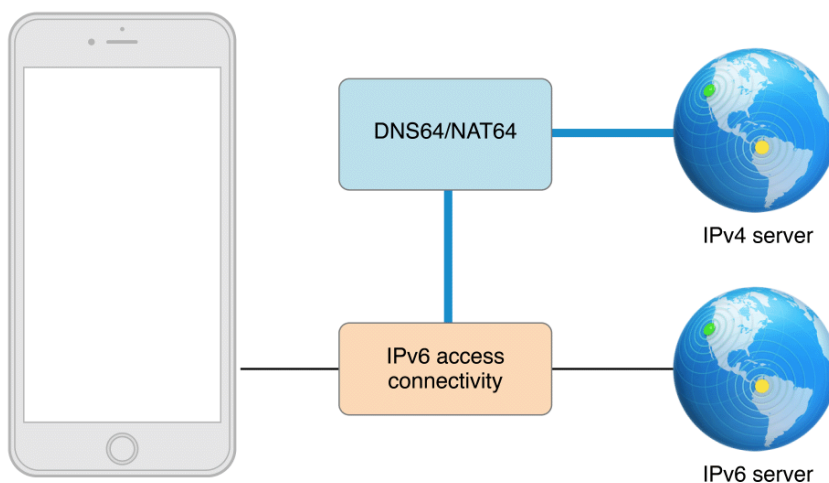 DNS64/NAT64
IPv4 server
IPv6 access
connectivity
IPv6 server